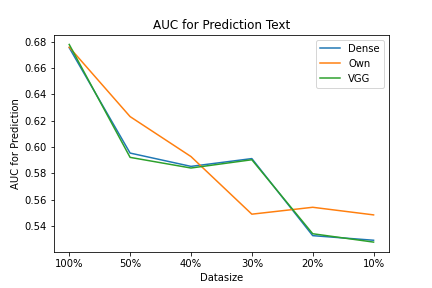 AUC for Prediction Text
Dense
Own
VGG
AUC for Prediction
0.68
0.66
0.64
0.62
0.60
0.58
0.56
0.54
100%
50%
40%
30%
20%
10%
Datasize